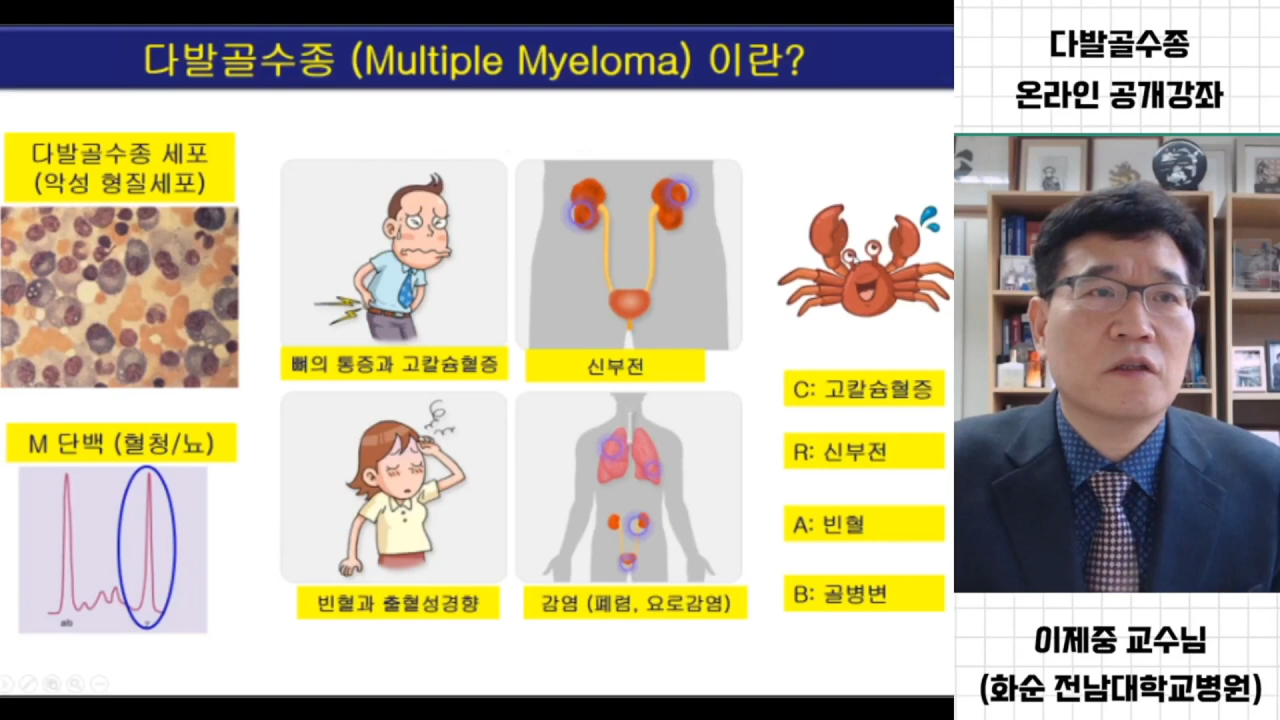 다발골수종 (Multiple Myeloma) 이란?
다발골수종 세포
(악성 형질세포)
M 단백 (혈청/뇨)
ab
뼈의 통증과 고칼슘혈증
신부전
빈혈과 출혈성경향
감염 (폐렴, 요로감염)
C: 고칼슘혈증
R: 신부전
A: 빈혈
B: 골병변
다발골수종
온라인 공개강좌
이제중 교수님
(화순 전남대학교병원)